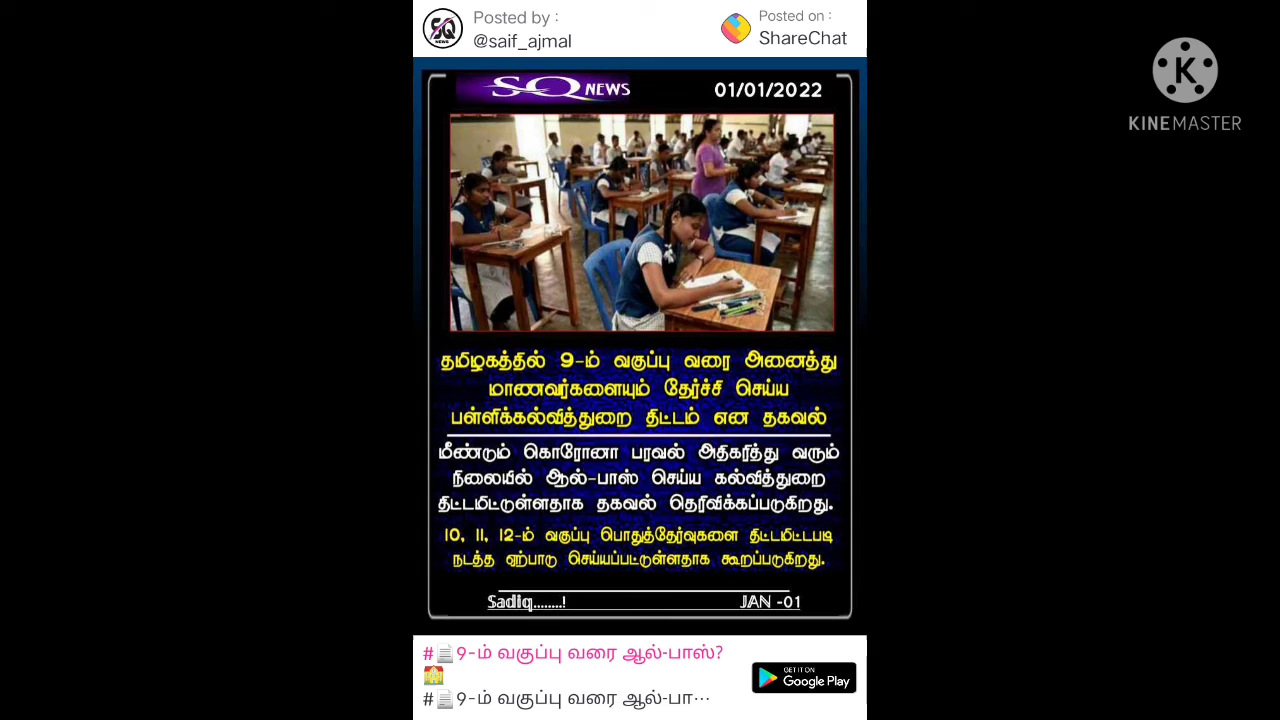 Posted by :
@saif_ajmal
Posted on :
ShareChat
SQ NEWS
01/01/2022
K
KINEMASTER
தமிழகத்தில் 9-ம் வகுப்பு வரை அனைத்து
மாணவர்களையும் தேர்ச்சி செய்ய
பள்ளிக்கல்வித்துறை திட்டம் என தகவல்
மீண்டும் கொரோனா பரவல் அதிகரித்து வரும்
நிலையில் ஆல்-பாஸ் செய்ய கல்வித்துறை
திட்டமிட்டுள்ளதாக தகவல் தெரிவிக்கப்படுகிறது.
10, 11, 12-ம் வகுப்பு பொதுத்தேர்வுகளை திட்டமிட்டபடி
நடத்த ஏற்பாடு செய்யப்பட்டுள்ளதாக கூறப்படுகிறது.
Sadiq........! JAN -01
#📄9-ம் வகுப்பு வரை ஆல்-பாஸ்?
🏫
#📄9-ம் வகுப்பு வரை ஆல்-பா...
GET IT ON
Google Play